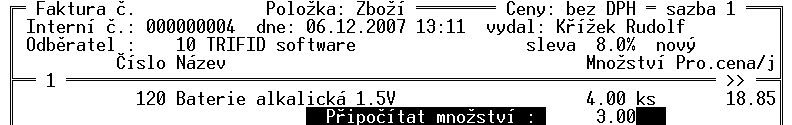 Faktura č. Položka: Zboží Ceny: bez DPH = sazba 1
Interní č.: 000000004 dne: 06.12.2007 13:11 vydal: Křížek Rudolf
Odběratel : 10 TRIFID software sleva 8.0% nový
Číslo Název Množství Pro.cena/j
1 >>
120 Baterie alkalická 1.5V 4.00 ks 18.85
Připočítat množství : 3.00